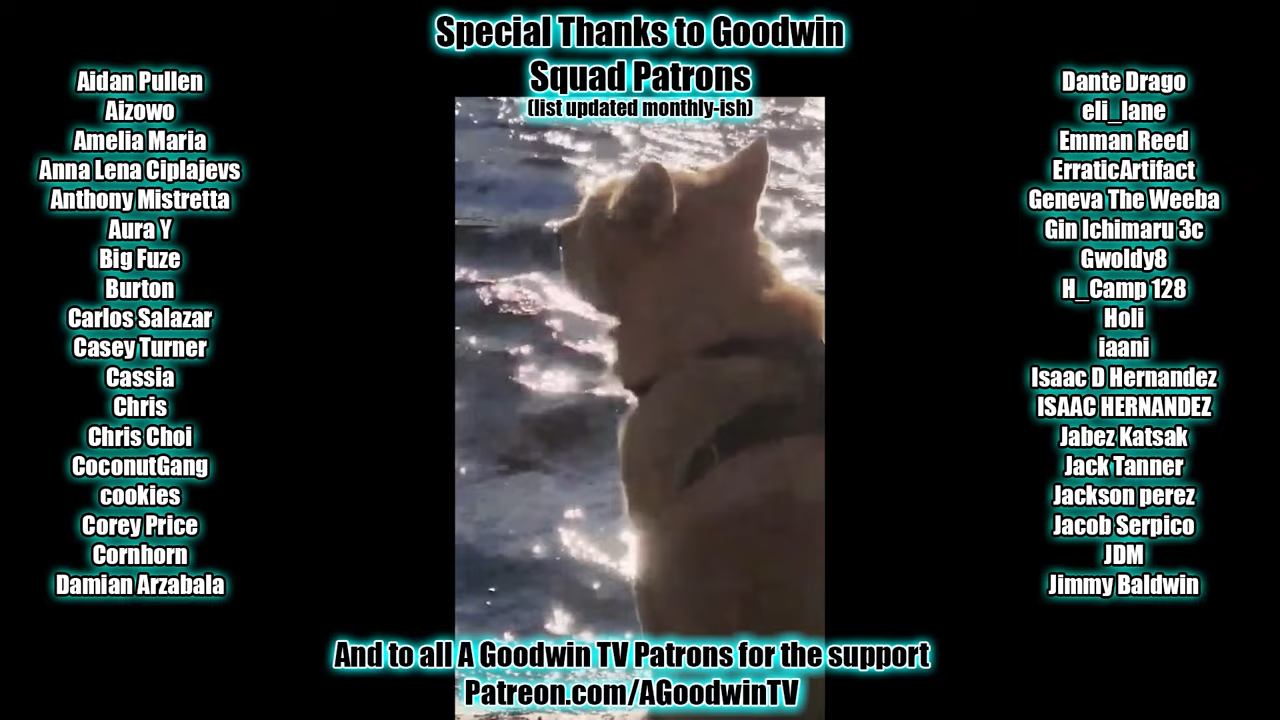 Special Thanks to Goodwin
Squad Patrons
(list updated monthly-ish)
Aidan Pullen
Aizowo
Amelia Maria
Anna Lena Ciplajevs
Anthony Mistretta
Aura Y
Big Fuze
Burton
Carlos Salazar
Casey Turner
Cassia
Chris
Chris Choi
CoconutGang
cookies
Corey Price
Cornhorn
Damian Arzabala
Dante Drago
eli_lane
Emman Reed
ErraticArtifact
Geneva The Weeba
Gin Ichimaru 3c
Gwoldy8
H_Camp 128
Holi
iaani
Isaac D Hernandez
ISAAC HERNANDEZ
Jabez Katsak
Jack Tanner
Jackson perez
Jacob Serpico
JDM
Jimmy Baldwin
And to all A Goodwin TV Patrons for the support
Patreon.com/AGoodwinTV